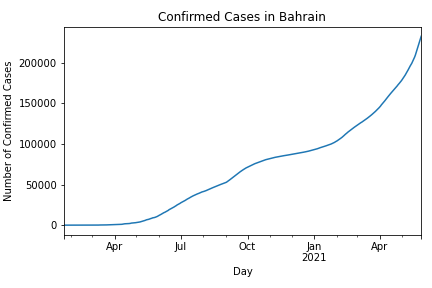 Confirmed Cases in Bahrain
Number of Confirmed Cases
200000
150000
100000
50000
0
Apr
Jul
Oct
Jan
2021
Apr
Day